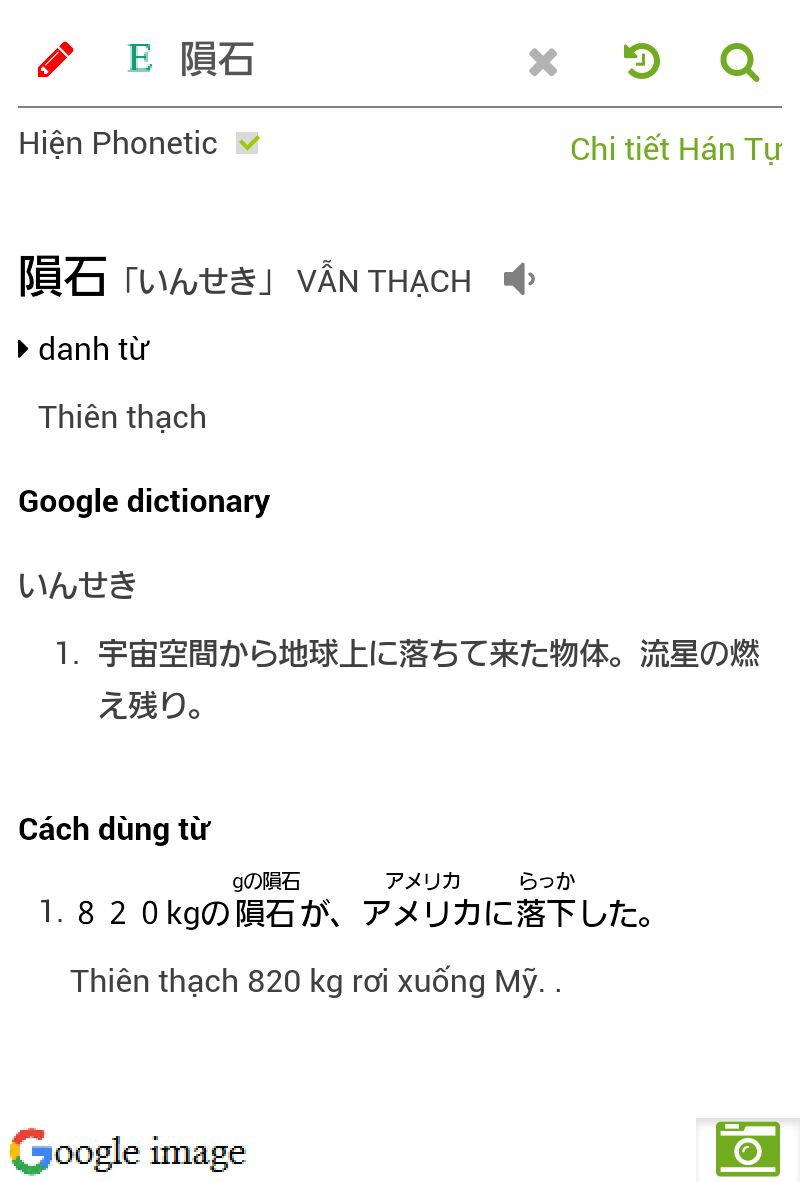 E 隕石
Hiện Phonetic
Chi tiết Hán Tự
隕石「いんせき」 VẪN THẠCH
danh từ
Thiên thạch
Google dictionary
いんせき
1. 宇宙空間から地球上に落ちて来た物体。流星の燃
え残り。
Cách dùng từ
gの隕石 アメリカ らっか
1. 8 2 0 kgの隕石が、アメリカに落下した。
Thiên thạch 820 kg rơi xuống Mỹ. .
Google image